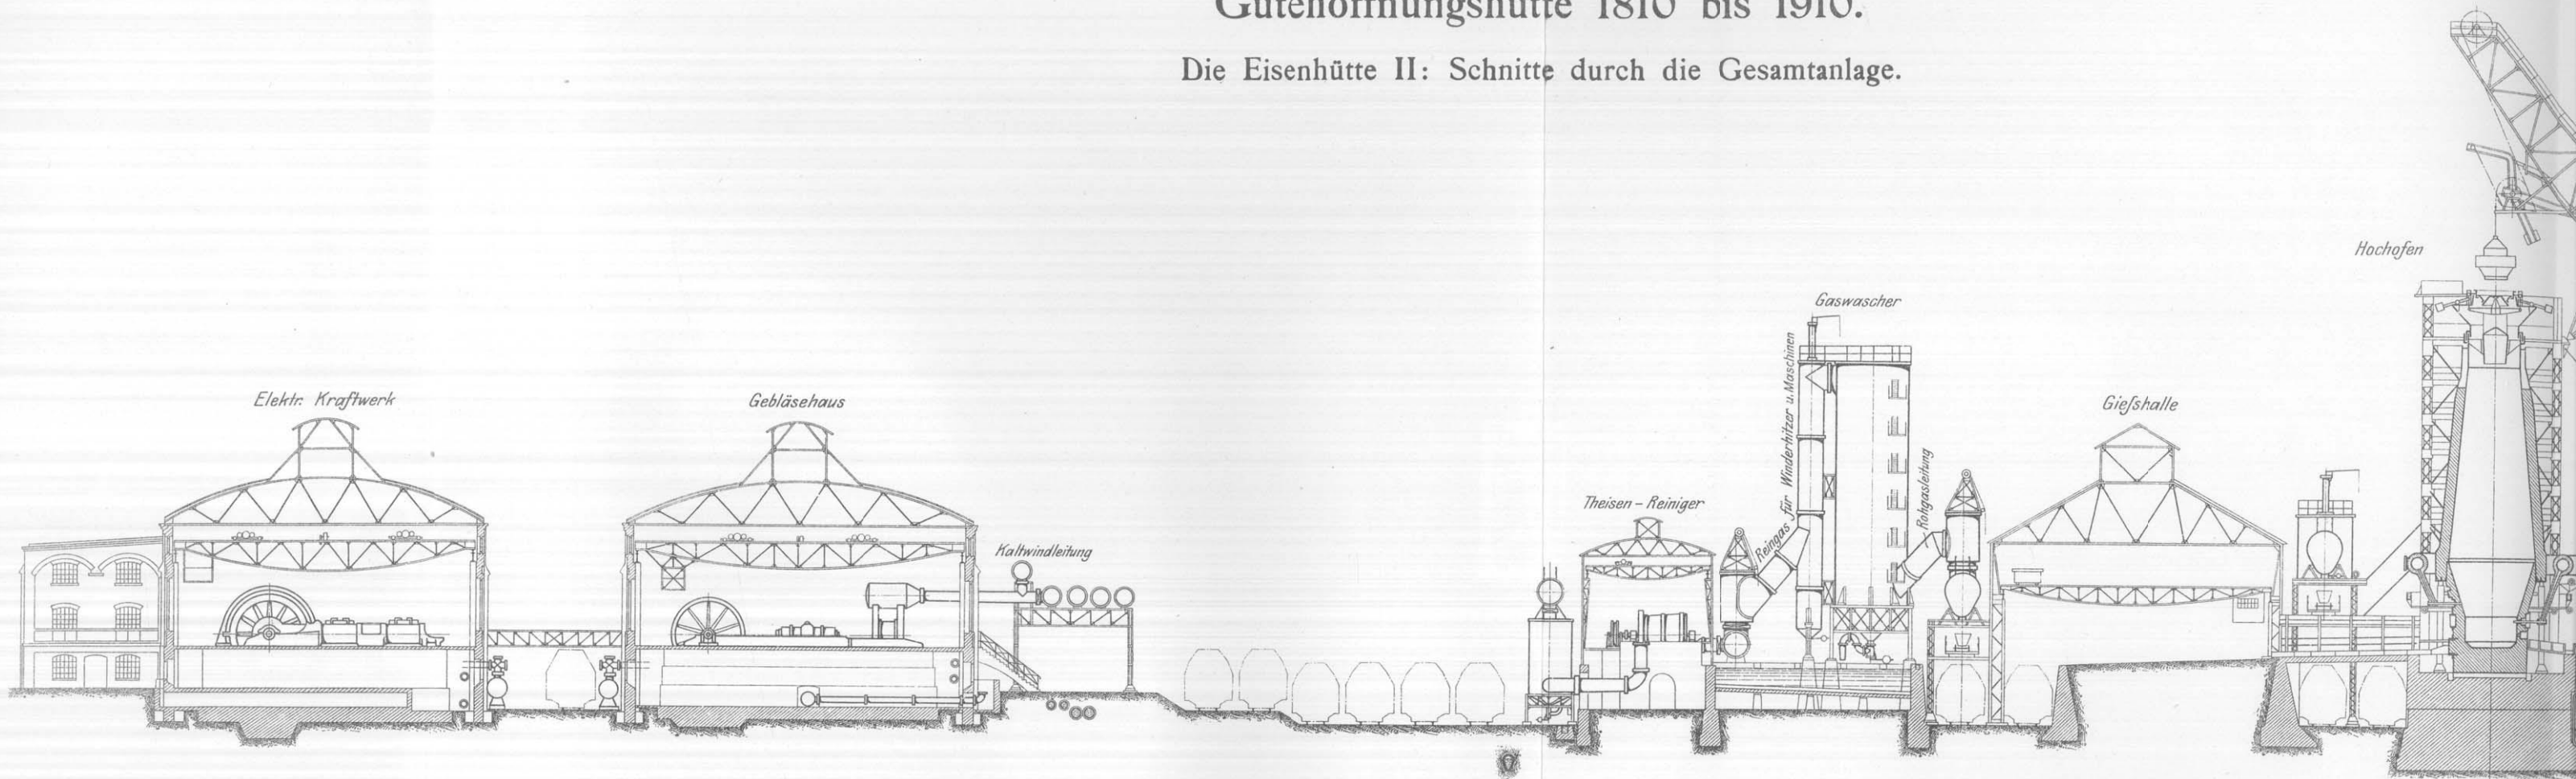 Gutehoffnungshütte 1810 bis 1910.
Die Eisenhütte II: Schnitte durch die Gesamtanlage.
Hochofen
Gaswascher
Reingas für Winderhitzer u. Maschinen
Elektr. Kraftwerk
Gebläsehaus
Gieſshalle
Rohgasleitung
Theisen-Reiniger
Kaltwindleitung